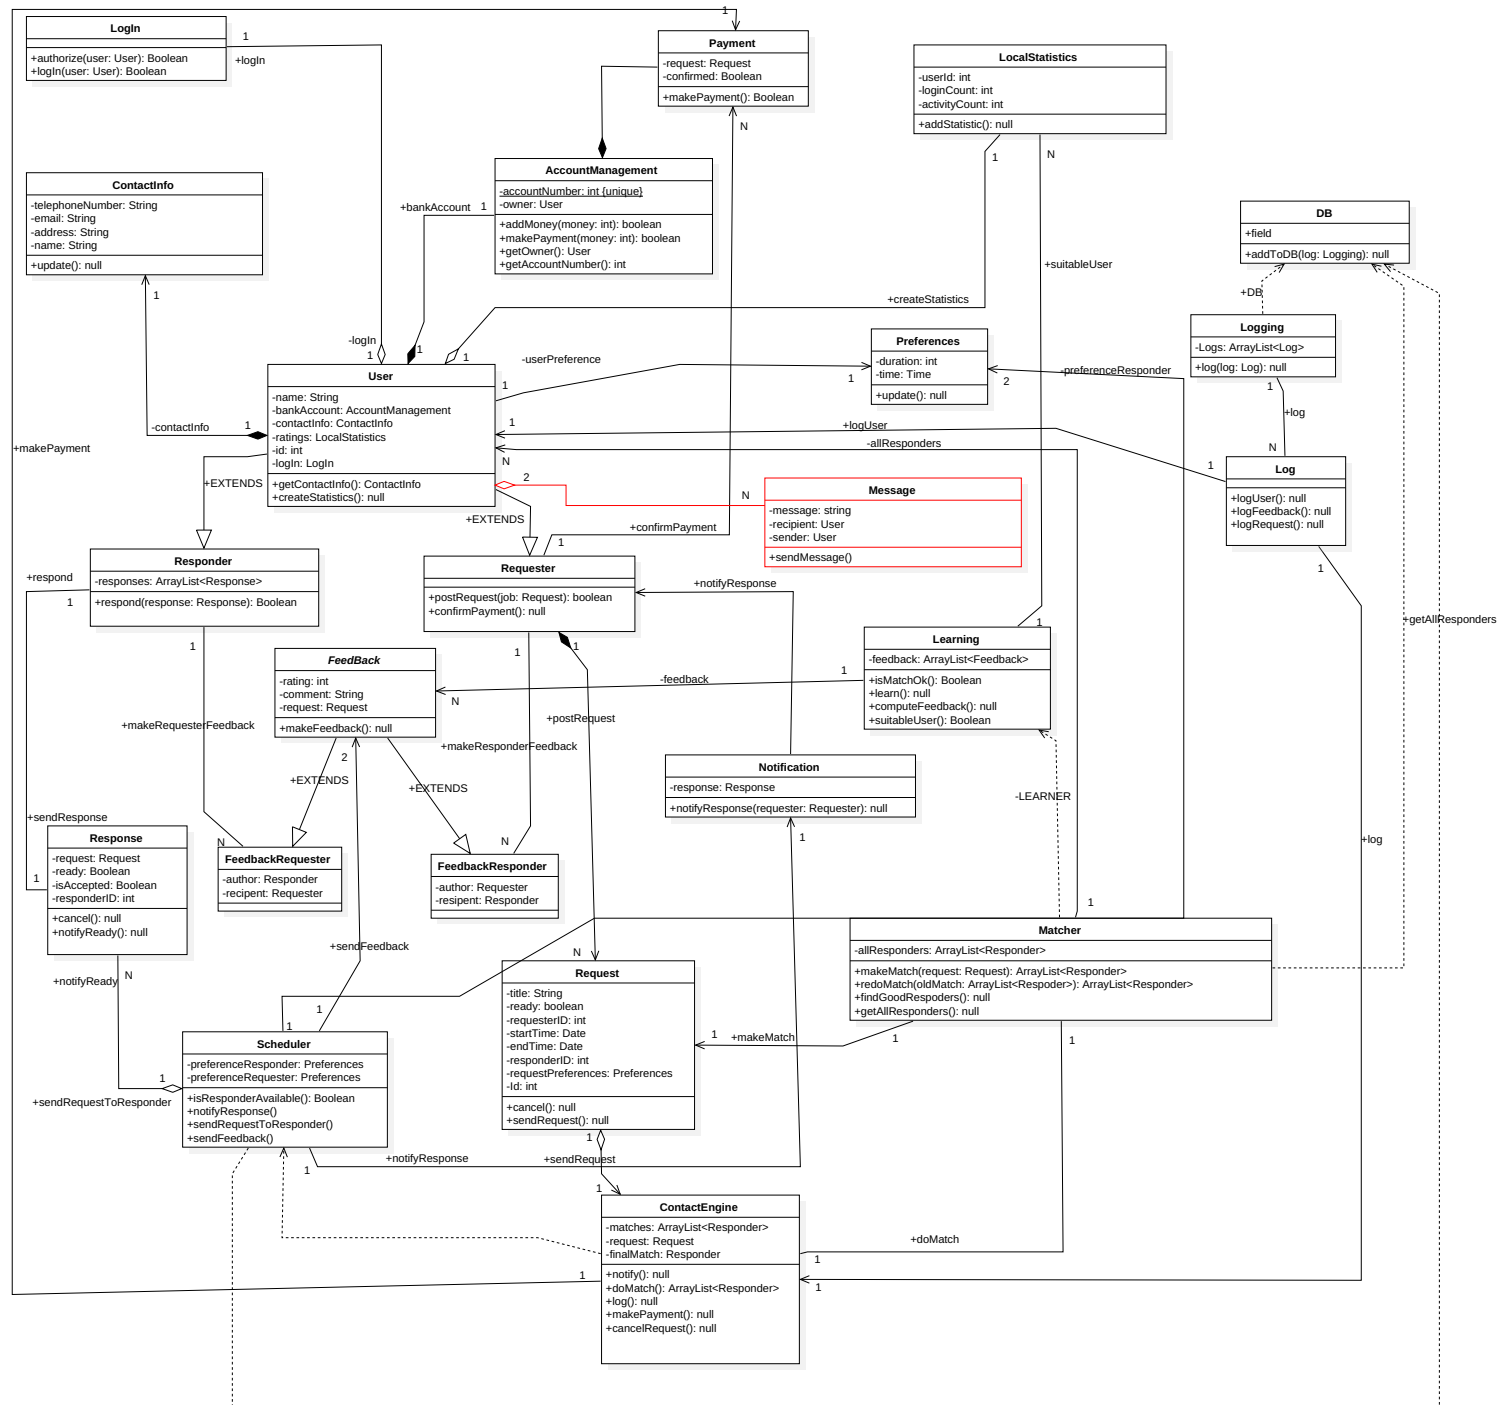 LogIn
+authorize(user: User): Boolean
+logIn(user: User): Boolean
1
+logIn
1
Payment
-request: Request
-confirmed: Boolean
+makePayment(): Boolean
N
LocalStatistics
-userId: int
-loginCount: int
-activityCount: int
+addStatistic(): null
1
N
ContactInfo
-telephoneNumber: String
-email: String
-address: String
-name: String
+update(): null
1
AccountManagement
-accountNumber: int {unique}
-owner: User
+addMoney(money: int): boolean
+makePayment(money: int): boolean
+getOwner(): User
+getAccountNumber(): int
+bankAccount
1
DB
+field
+addToDB(log: Logging): null
+suitableUser
+DB
+createStatistics
Logging
-Logs: ArrayList<Log>
+log(log: Log): null
1
-logIn
1
1
1
-userPreference
1
Preferences
-duration: int
-time: Time
+update(): null
1
2
-preferenceResponder
User
-name: String
-bankAccount: AccountManagement
-contactInfo: ContactInfo
-ratings: LocalStatistics
-id: int
-logIn: LogIn
+getContactInfo(): ContactInfo
+createStatistics(): null
-contactInfo
1
+makePayment
1
+logUser
-allResponders
N
2
N
+log
N
1
Log
+logUser(): null
+logFeedback(): null
+logRequest(): null
1
+EXTENDS
+EXTENDS
Message
-message: string
-recipient: User
-sender: User
+sendMessage()
+confirmPayment
1
Responder
-responses: ArrayList<Response>
+respond(response: Response): Boolean
+respond
1
1
Requester
+postRequest(job: Request): boolean
+confirmPayment(): null
+notifyResponse
1
1
+getAllResponders
FeedBack
-rating: int
-comment: String
-request: Request
+makeFeedback(): null
Learning
-feedback: ArrayList<Feedback>
+isMatchOk(): Boolean
+learn(): null
+computeFeedback(): null
+suitableUser(): Boolean
1
1
-feedback
N
+makeRequesterFeedback
+postRequest
+makeResponderFeedback
2
+EXTENDS
+EXTENDS
Notification
-response: Response
+notifyResponse(requester: Requester): null
1
-LEARNER
+sendResponse
Response
-request: Request
-ready: Boolean
-isAccepted: Boolean
-responderID: int
+cancel(): null
+notifyReady(): null
1
N
FeedbackRequester
-author: Responder
-recipent: Requester
N
FeedbackResponder
-author: Requester
-resipent: Responder
+log
1
Matcher
-allResponders: ArrayList<Responder>
+makeMatch(request: Request): ArrayList<Responder>
+redoMatch(oldMatch: ArrayList<Respoder>): ArrayList<Responder>
+findGoodRespoders(): null
+getAllResponders(): null
1
1
+sendFeedback
N
+notifyReady
N
Request
-title: String
-ready: boolean
-requesterID: int
-startTime: Date
-endTime: Date
-responderID: int
-requestPreferences: Preferences
-Id: int
+cancel(): null
+sendRequest(): null
1
+makeMatch
1
1
Scheduler
-preferenceResponder: Preferences
-preferenceRequester: Preferences
+isResponderAvailable(): Boolean
+notifyResponse()
+sendRequestToResponder()
+sendFeedback()
1
+sendRequestToResponder
1
+notifyResponse
1
+sendRequest
1
ContactEngine
-matches: ArrayList<Responder>
-request: Request
-finalMatch: Responder
+notify(): null
+doMatch(): ArrayList<Responder>
+log(): null
+makePayment(): null
+cancelRequest(): null
1
+doMatch
1
1